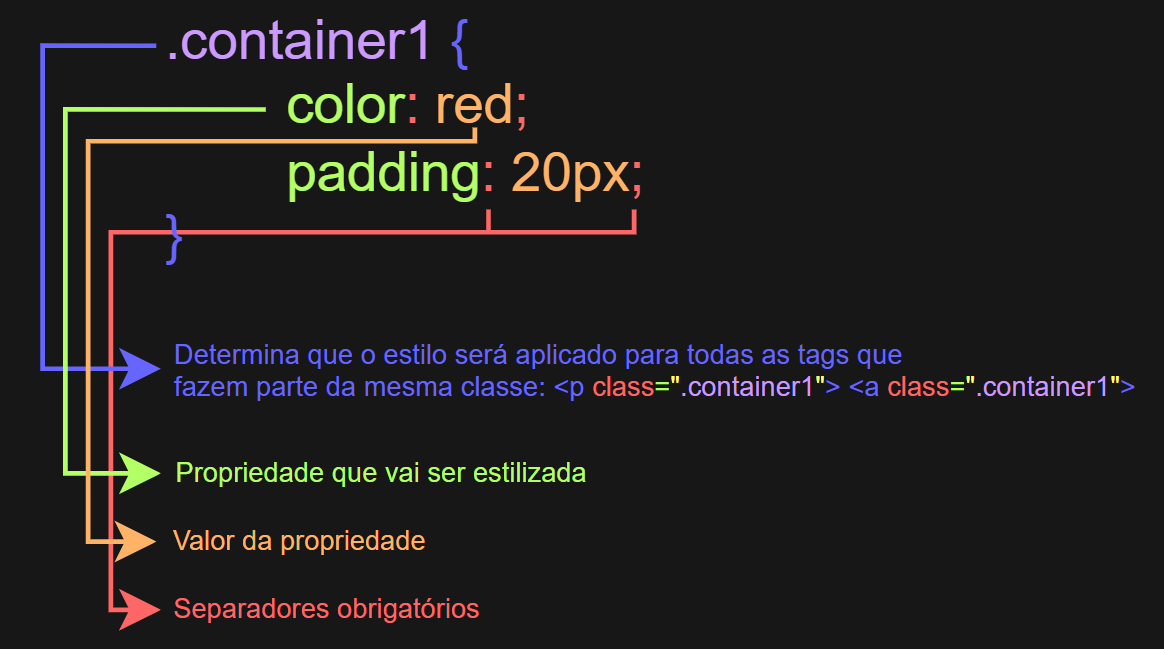 .container1 {
color: red;
padding: 20px;
}
Determina que o estilo será aplicado para todas as tags que
fazem parte da mesma classe: <p class=".container1"> <a class=".container1">
Propriedade que vai ser estilizada
Valor da propriedade
Separadores obrigatórios